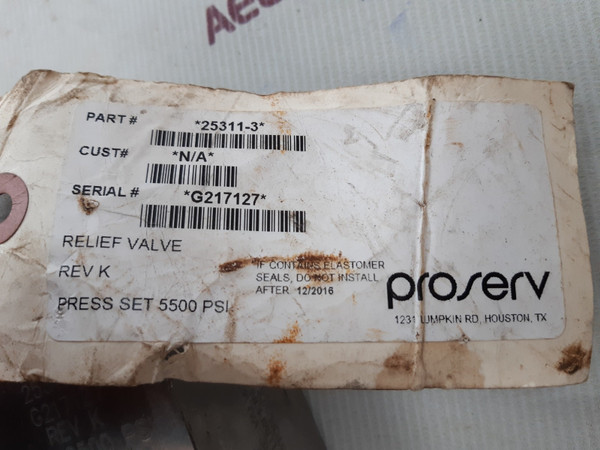 PART # *25311-3*
CUST# *N/A*
SERIAL # *G217127*
RELIEF VALVE
REV K
PRESS SET 5500 PSI
IF CONTAINS ELASTOMER
SEALS, DO NOT INSTALL
AFTER 12/2016
proserv
1231 LUMPKIN RD, HOUSTON, TX
REV K